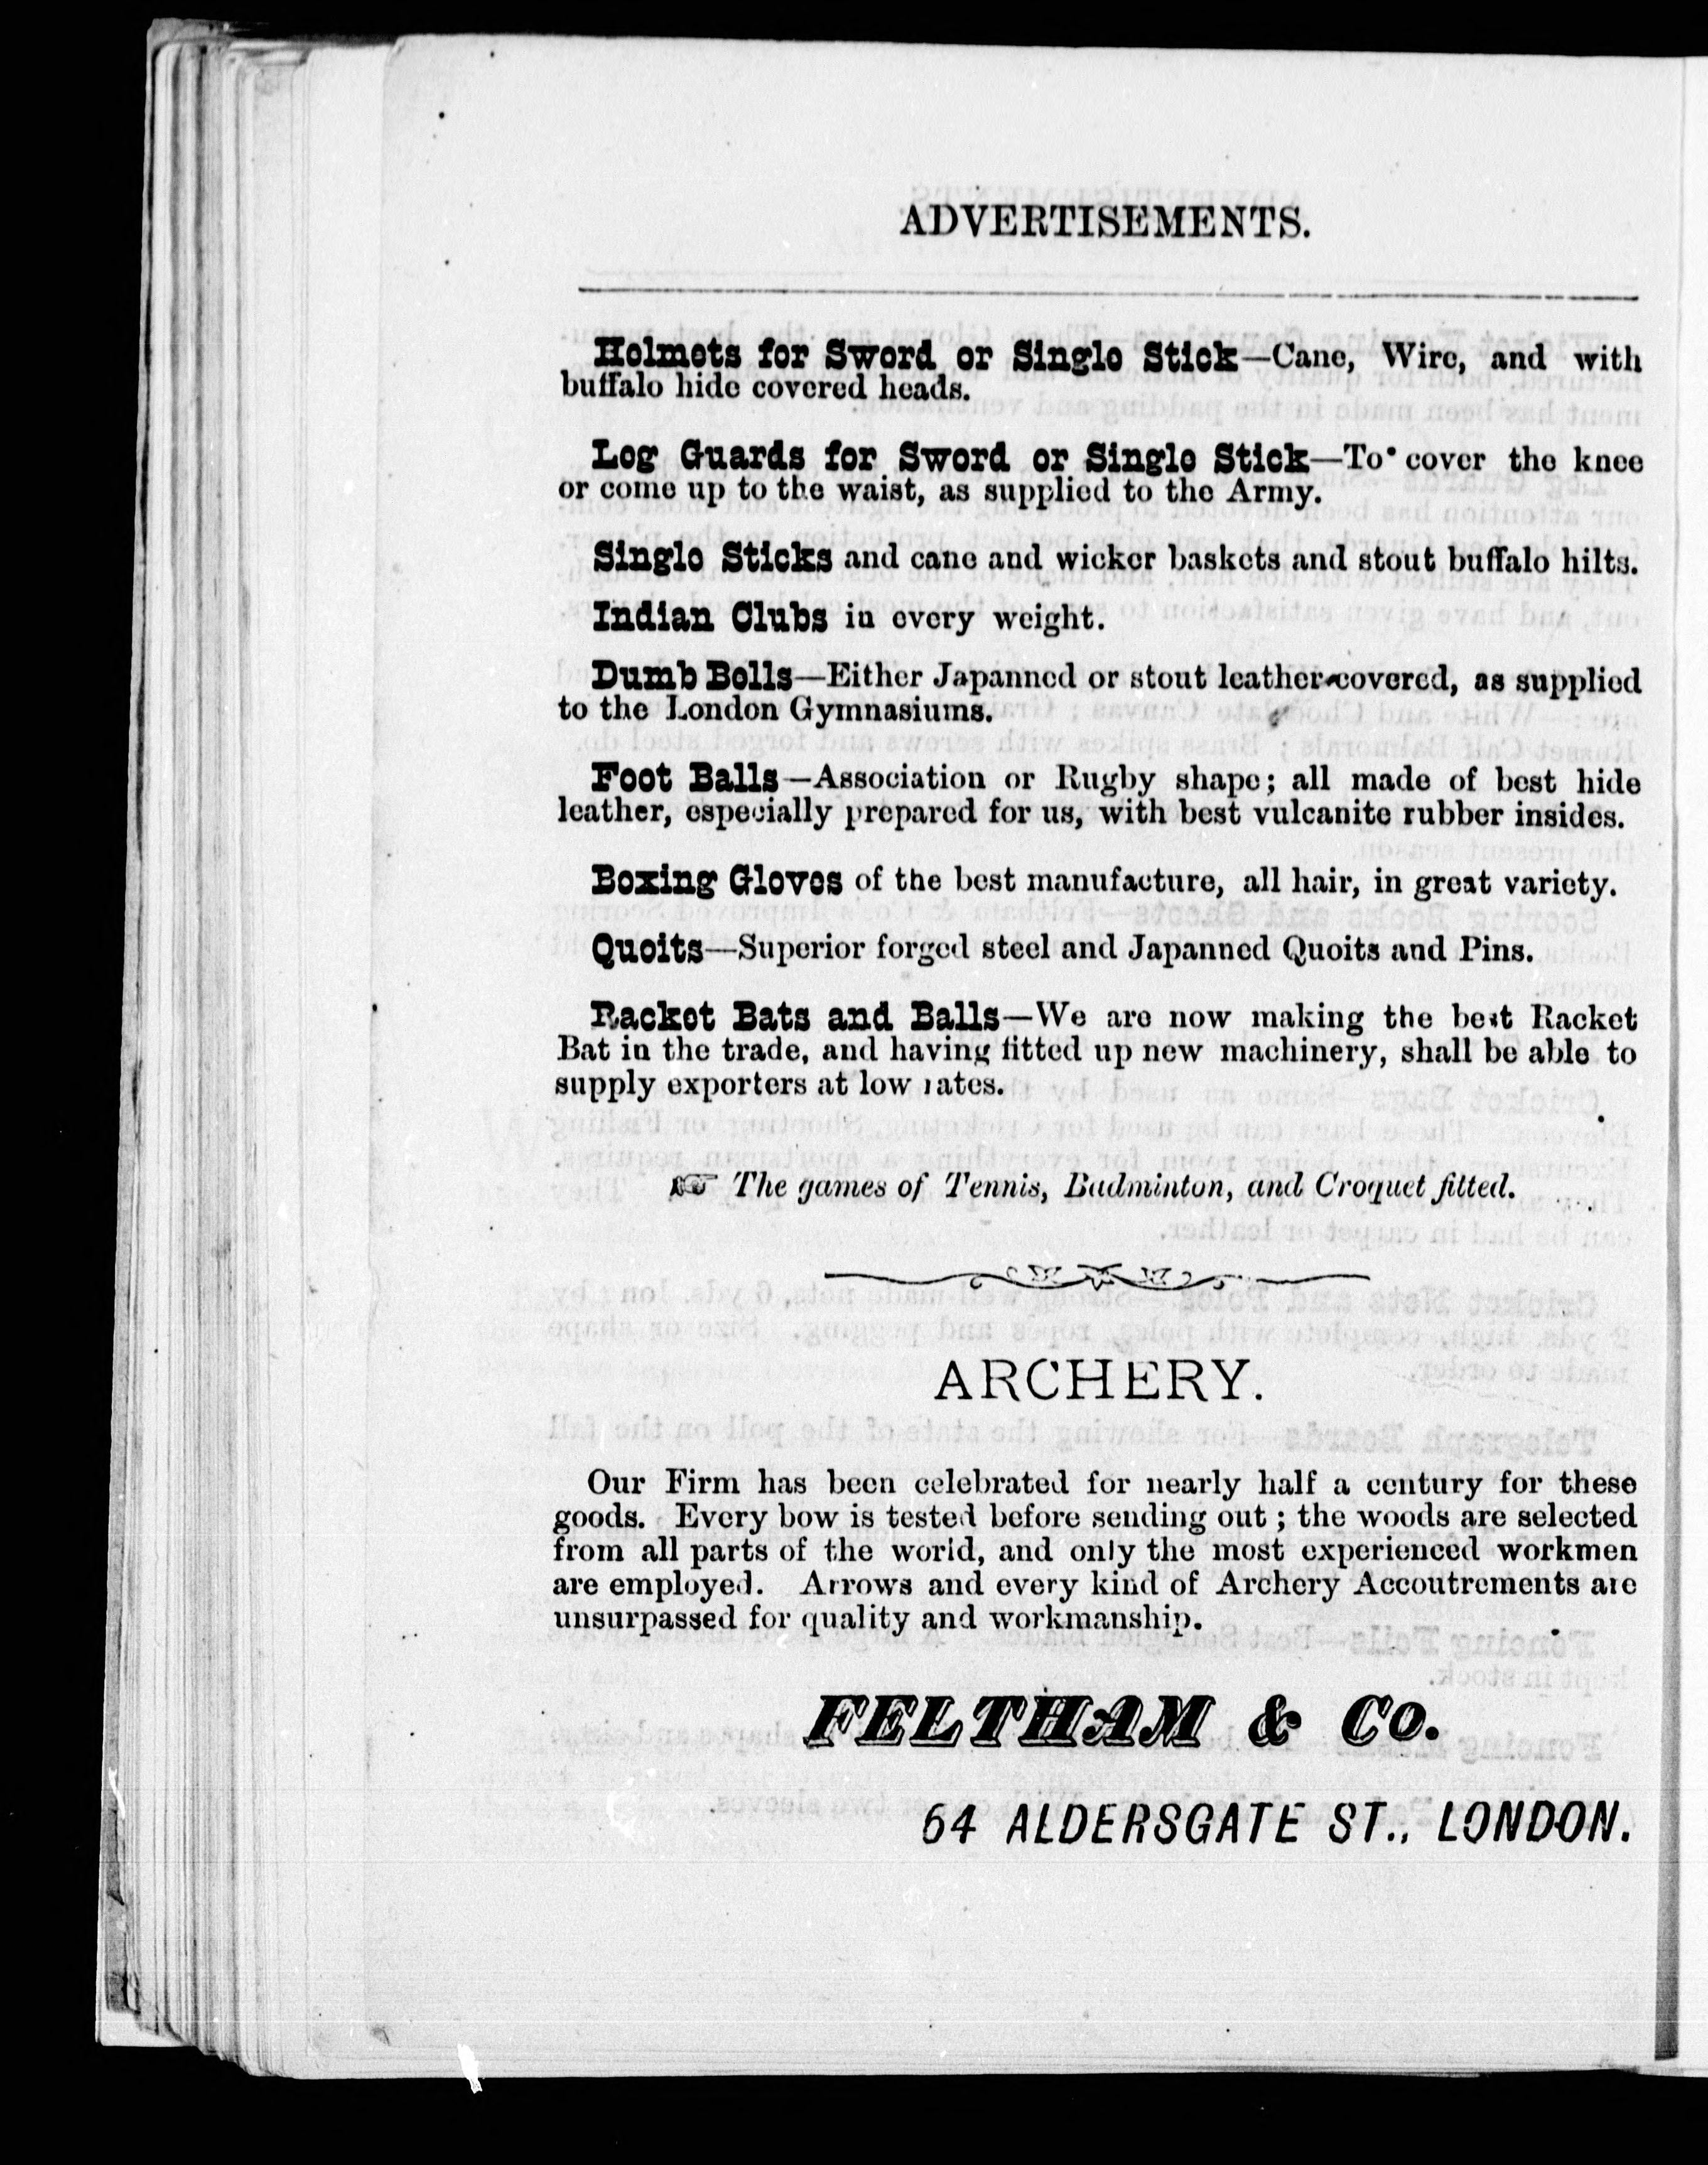 ADVERTISEMENTS.
Helmets for Sword or Single Stick—Cane, Wire, and with
buffalo hide covered heads.
Leg Guards for Sword or Single Stick—To cover the knee
or come up to the waist, as supplied to the Army.
Single Sticks and cane and wicker baskets and stout buffalo hilts.
Indian Clubs in every weight.
Dumb Bells—Either Japanned or stout leather-covered, as supplied
to the London Gymnasiums.
Foot Balls—Association or Rugby shape; all made of best hide
leather, especially prepared for us, with best vulcanite rubber insides.
Boxing Gloves of the best manufacture, all hair, in great variety.
Quoits—Superior forged steel and Japanned Quoits and Pins.
Racket Bats and Balls—We are now making the best Racket
Bat in the trade, and having fitted up new machinery, shall be able to
supply exporters at low rates.
☞ The games of Tennis, Badminton, and Croquet fitted.
ARCHERY.
Our Firm has been celebrated for nearly half a century for these
goods. Every bow is tested before sending out; the woods are selected
from all parts of the world, and only the most experienced workmen
are employed. Arrows and every kind of Archery Accoutrements are
unsurpassed for quality and workmanship.
FELTHAM & Co.
64 ALDERSGATE ST., LONDON.